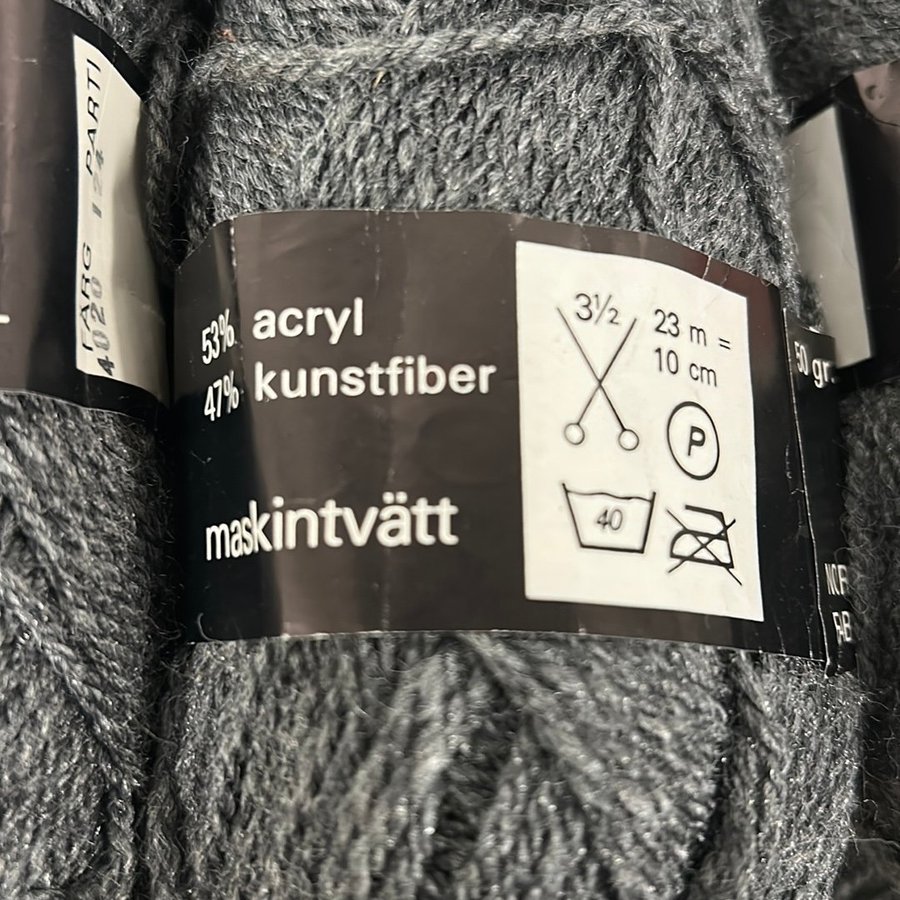 FÄRG PARTI
4020 124
53% acryl
47% kunstfiber
maskintvätt
3½
23 m =
10 cm
P
40
50 gr.